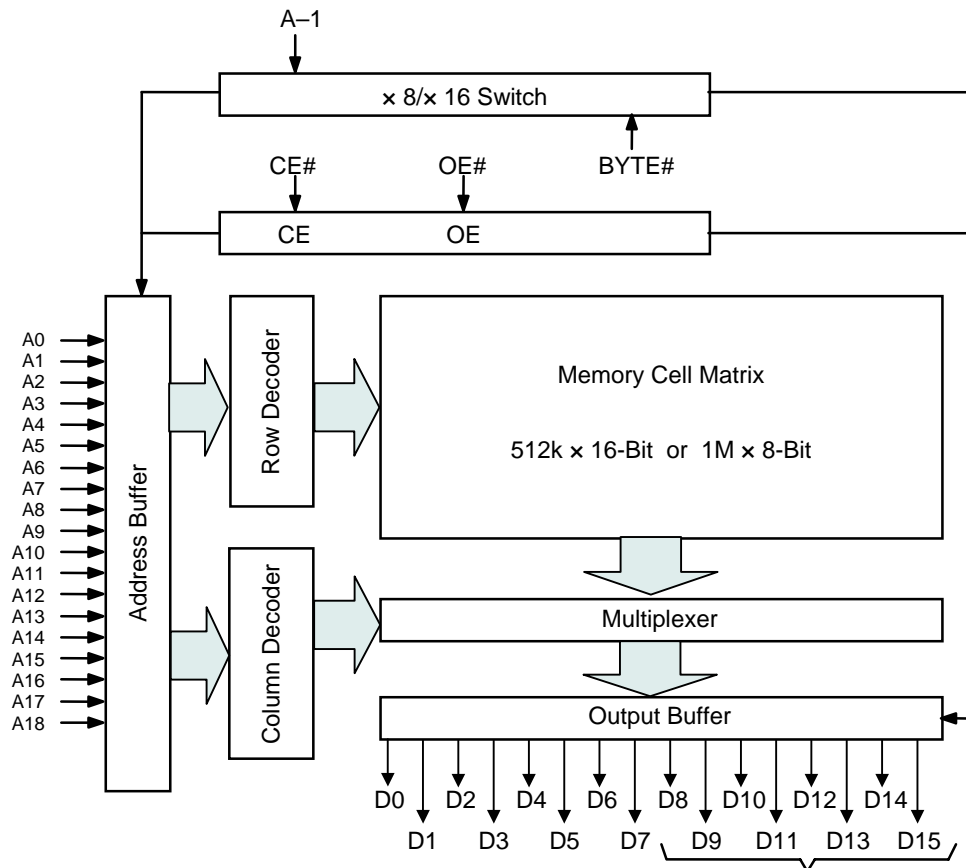 A–1
× 8/× 16 Switch
CE#
OE#
BYTE#
CE
OE
A0
A1
A2
A3
A4
A5
A6
A7
A8
A9
A10
A11
A12
A13
A14
A15
A16
A17
A18
Address Buffer
Row Decoder
Column Decoder
Memory Cell Matrix
512k × 16-Bit or 1M × 8-Bit
Multiplexer
Output Buffer
D0 D2 D4 D6 D8 D10 D12 D14
D1 D3 D5 D7 D9 D11 D13 D15